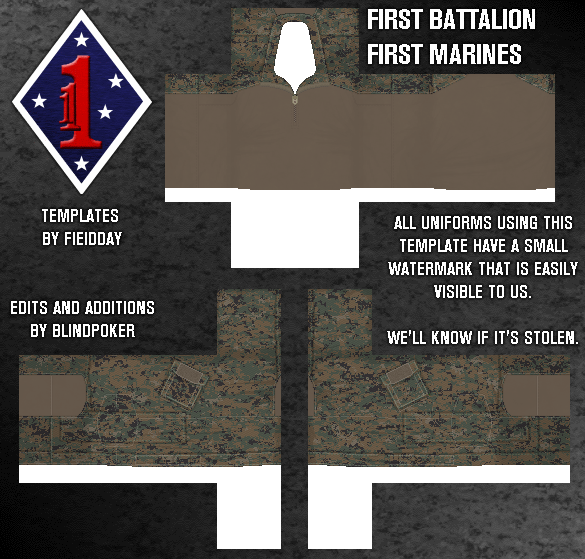 FIRST BATTALION
FIRST MARINES
1
TEMPLATES
BY FIEIDDAY
ALL UNIFORMS USING THIS
TEMPLATE HAVE A SMALL
WATERMARK THAT IS EASILY
VISIBLE TO US.
EDITS AND ADDITIONS
BY BLINDPOKER
WE'LL KNOW IF IT'S STOLEN.